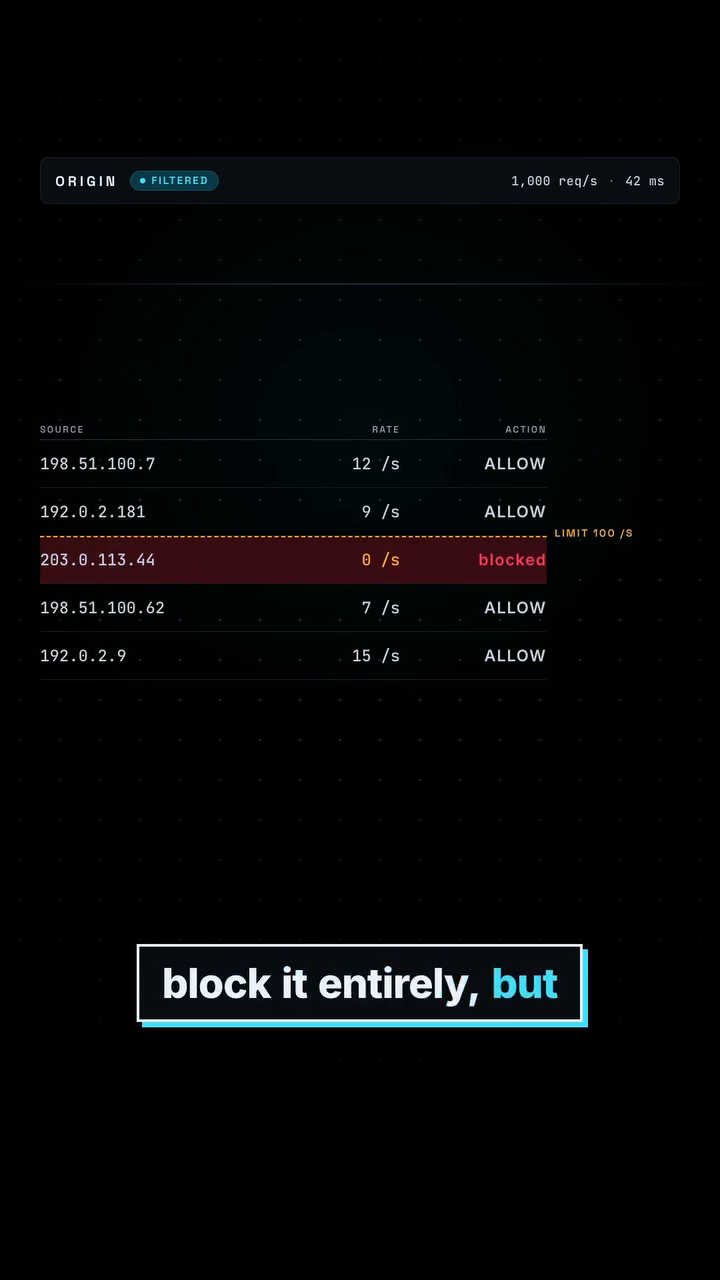 ORIGIN FILTERED 1,000 req/s · 42 ms
SOURCE RATE ACTION
198.51.100.7 12 /s ALLOW
192.0.2.181 9 /s ALLOW
LIMIT 100 /S
203.0.113.44 0 /s blocked
198.51.100.62 7 /s ALLOW
192.0.2.9 15 /s ALLOW
block it entirely, but